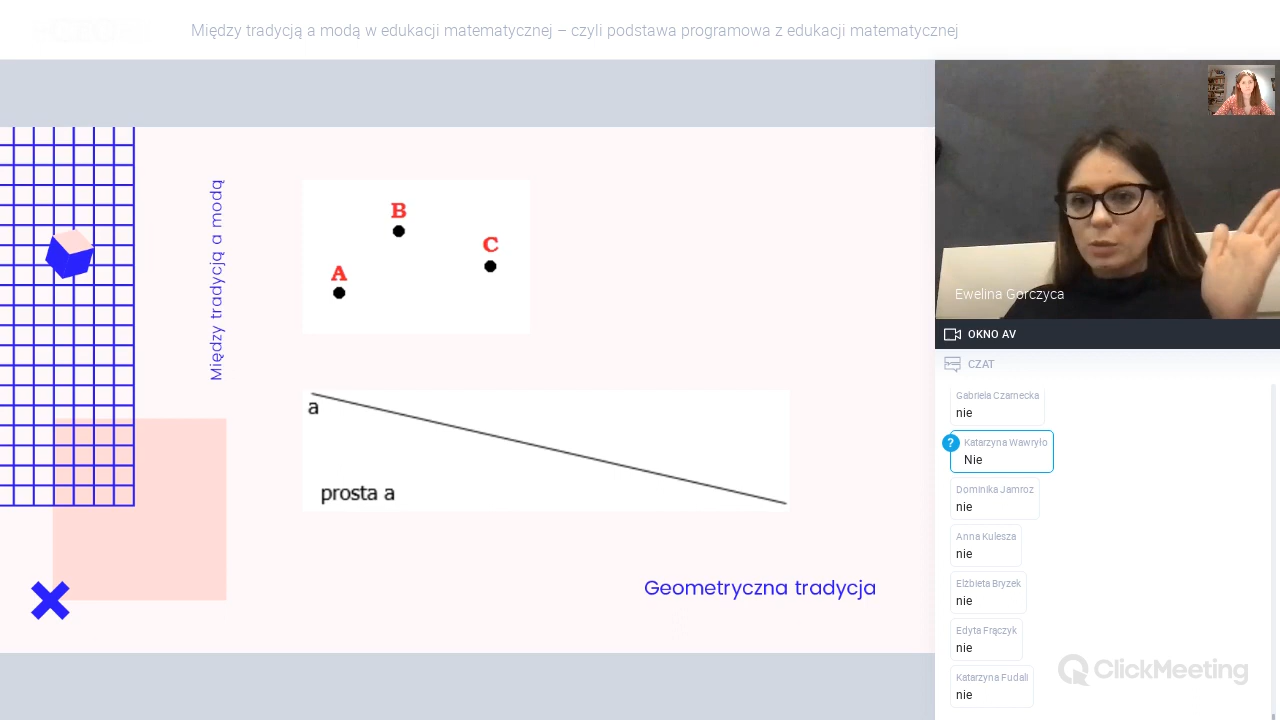 Między tradycją a modą w edukacji matematycznej – czyli podstawa programowa z edukacji matematycznej
Między tradycją a modą
B
C
A
a
prosta a
Geometryczna tradycja
Ewelina Gorczyca
OKNO AV
CZAT
Gabriela Czarnecka
nie
?
Katarzyna Wawryło
Nie
Dominika Jamroz
nie
Anna Kulesza
nie
Elżbieta Bryzek
nie
Edyta Frączyk
nie
Katarzyna Fudali
nie
ClickMeeting